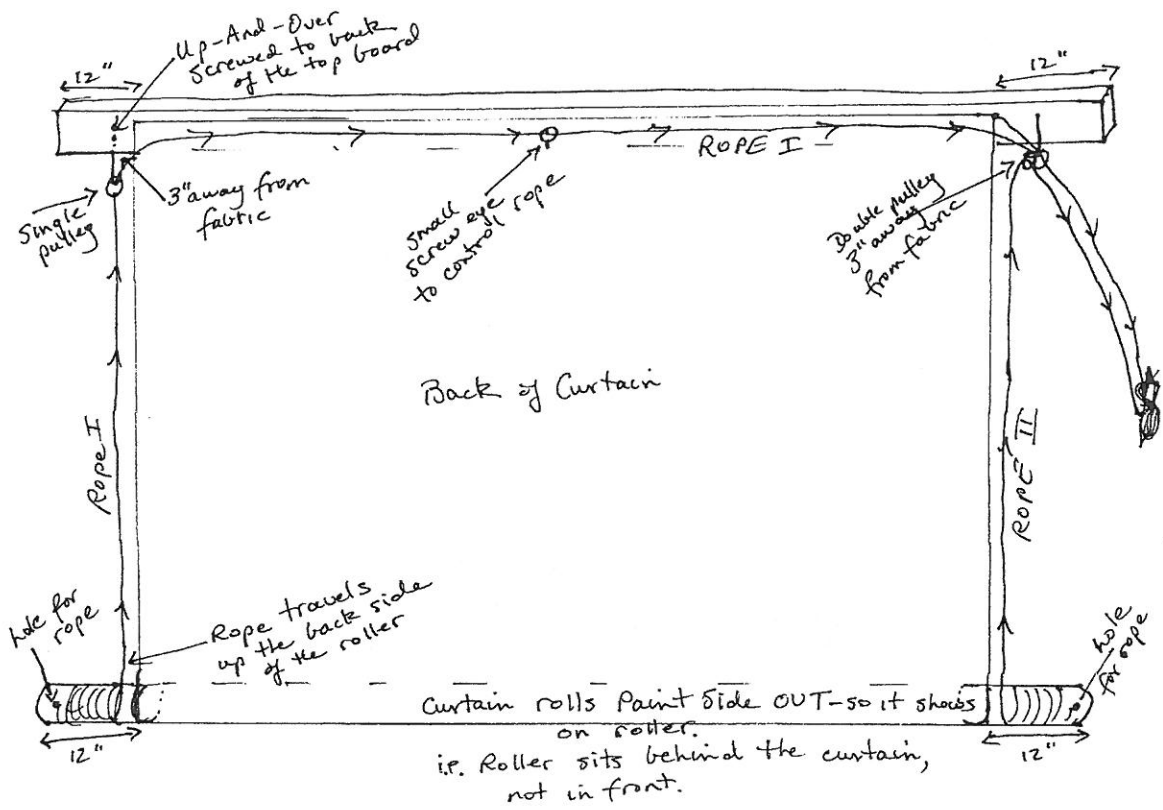 Up-And-Over
screwed to back
of the top board
12"
12"
ROPE I
3" away from
fabric
single
pulley
small
screw eye
to control rope
Double pulley
3" away
from fabric
Back of Curtain
Rope I
ROPE II
hole for
rope
Rope travels
up the back side
of the roller
hole
for rope
Curtain rolls Paint Side OUT-so it shows
on roller.
i.e. Roller sits behind the curtain,
not in front.
12"
12"